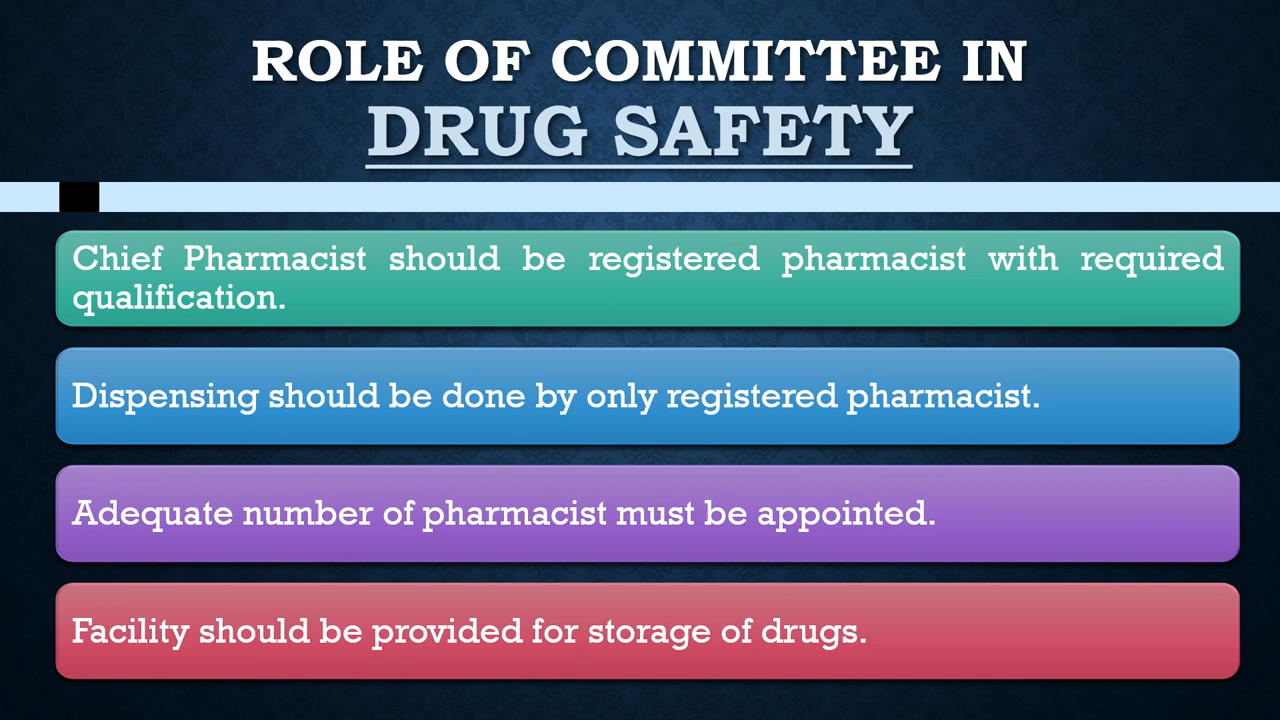 ROLE OF COMMITTEE IN
DRUG SAFETY
Chief Pharmacist should be registered pharmacist with required
qualification.
Dispensing should be done by only registered pharmacist.
Adequate number of pharmacist must be appointed.
Facility should be provided for storage of drugs.